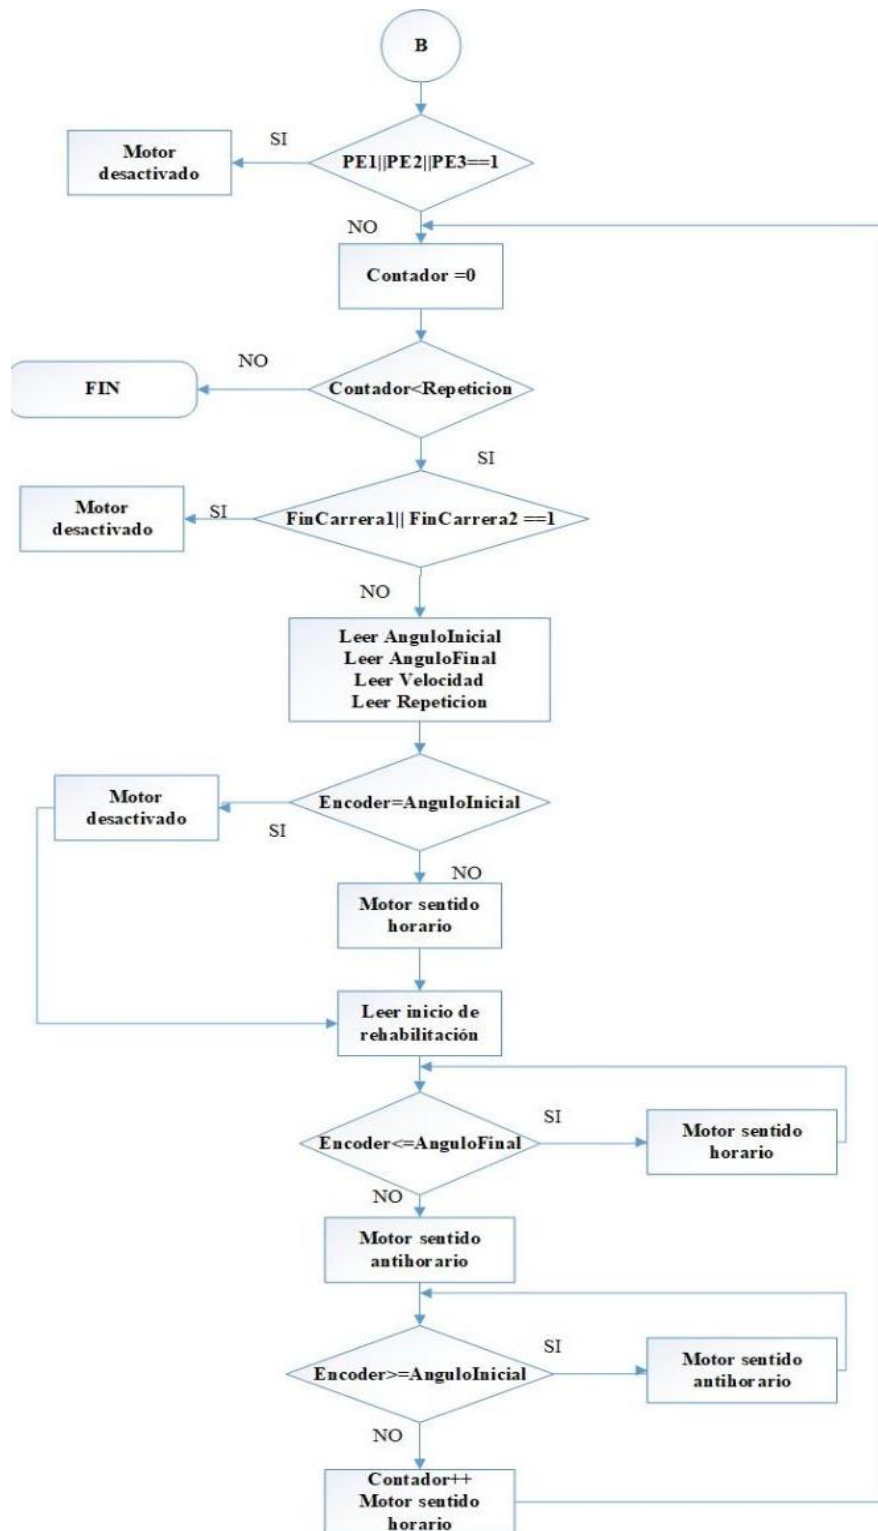 B
SI
Motor
desactivado
PE1||PE2||PE3==1
NO
Contador =0
NO
FIN
Contador<Repeticion
SI
Motor
desactivado
SI
FinCarrera1|| FinCarrera2 ==1
NO
Leer AnguloInicial
Leer AnguloFinal
Leer Velocidad
Leer Repeticion
Motor
desactivado
SI
Encoder=AnguloInicial
NO
Motor sentido
horario
Leer inicio de
rehabilitación
Encoder<=AnguloFinal
SI
Motor sentido
horario
NO
Motor sentido
antihorario
Encoder>=AnguloInicial
SI
Motor sentido
antihorario
NO
Contador++
Motor sentido
horario